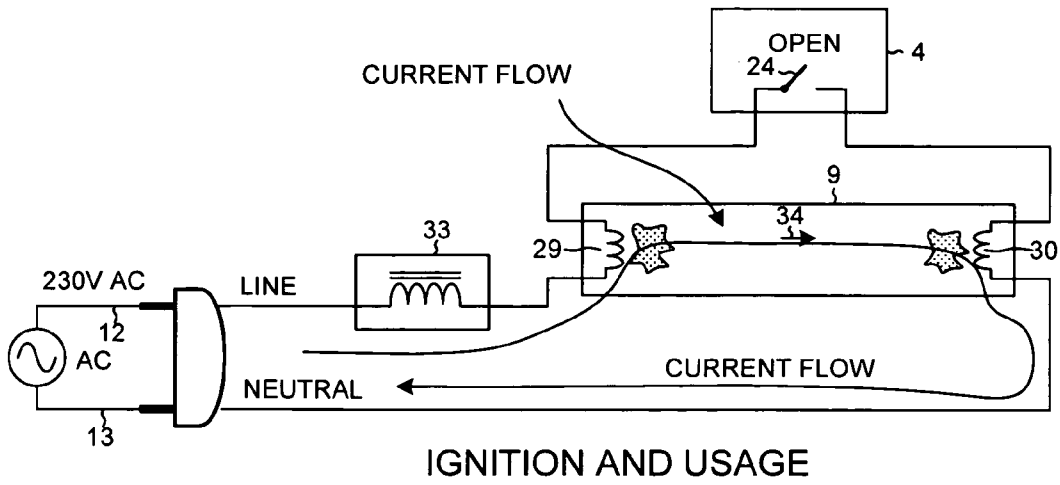 OPEN
24
4
CURRENT FLOW
9
34
33
29
30
230V AC
LINE
12
AC
CURRENT FLOW
NEUTRAL
13
IGNITION AND USAGE